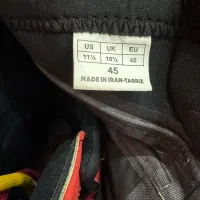 US UK EU
11½ 10½ 45
45
MADE IN IRAN-TABRIZ